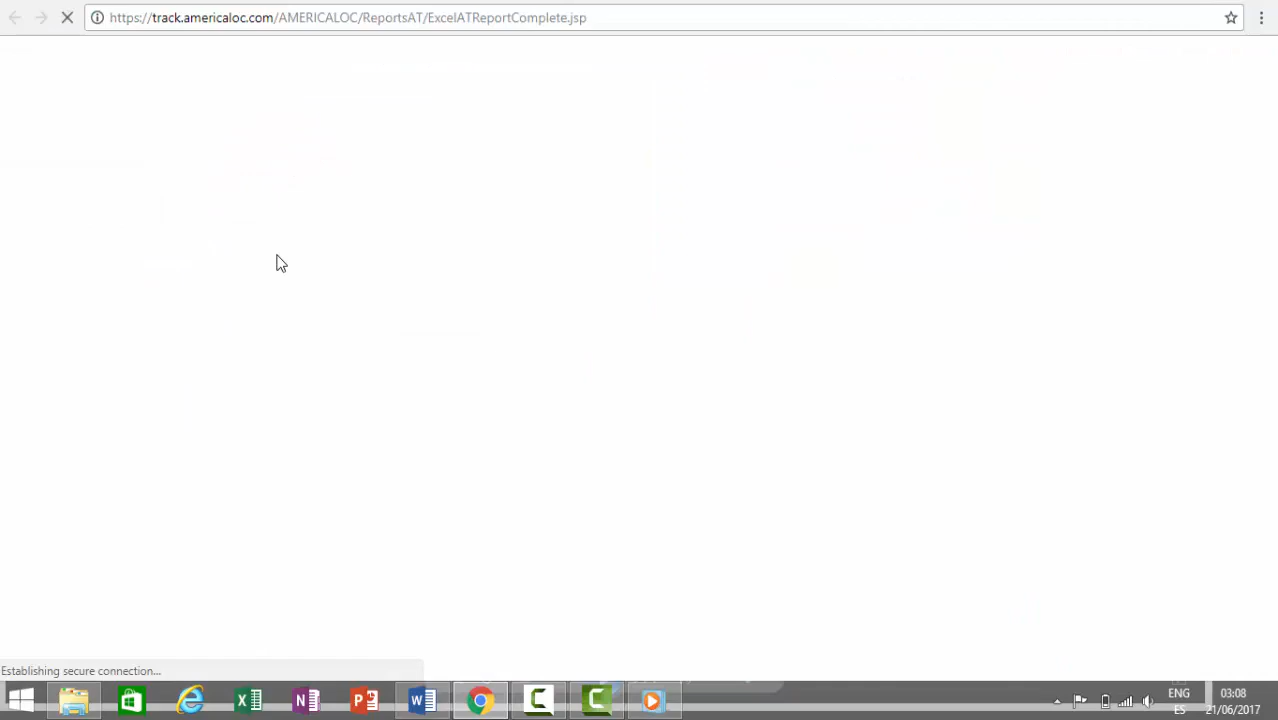 https://track.americaloc.com/AMERICALOC/ReportsAT/ExcelATReportComplete.jsp
Establishing secure connection...
ENG
ES
03:08
21/06/2017